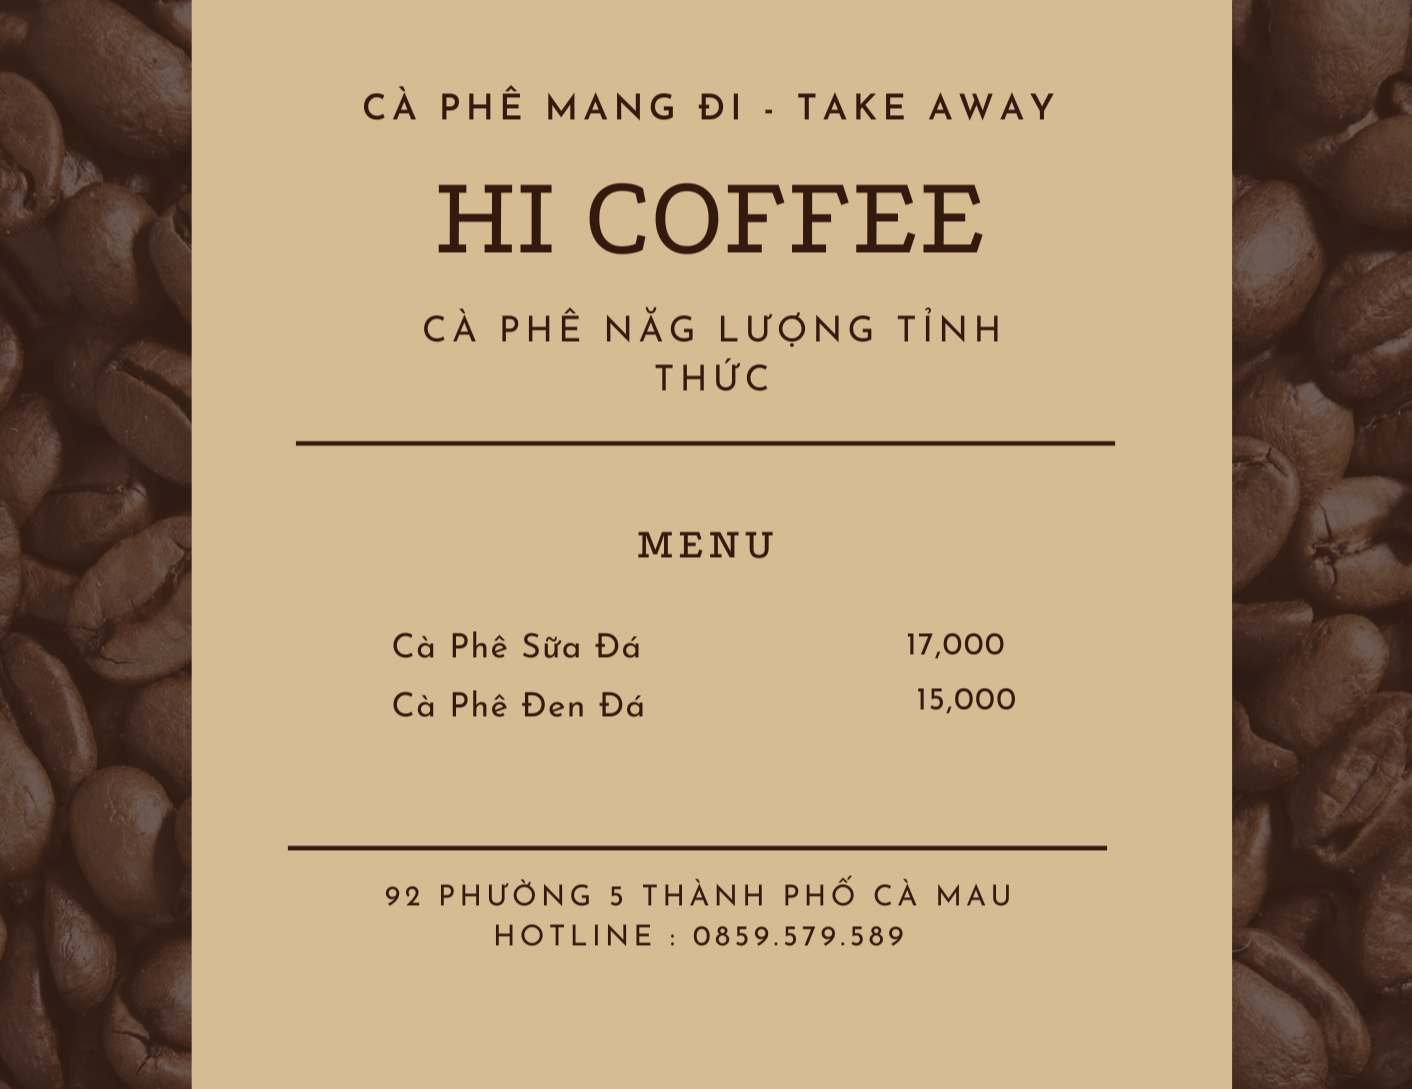 CÀ PHÊ MANG ĐI - TAKE AWAY
HI COFFEE
CÀ PHÊ NĂG LƯỢNG TỈNH
THỨC
MENU
Cà Phê Sữa Đá 17,000
Cà Phê Đen Đá 15,000
92 PHƯỜNG 5 THÀNH PHỐ CÀ MAU
HOTLINE : 0859.579.589